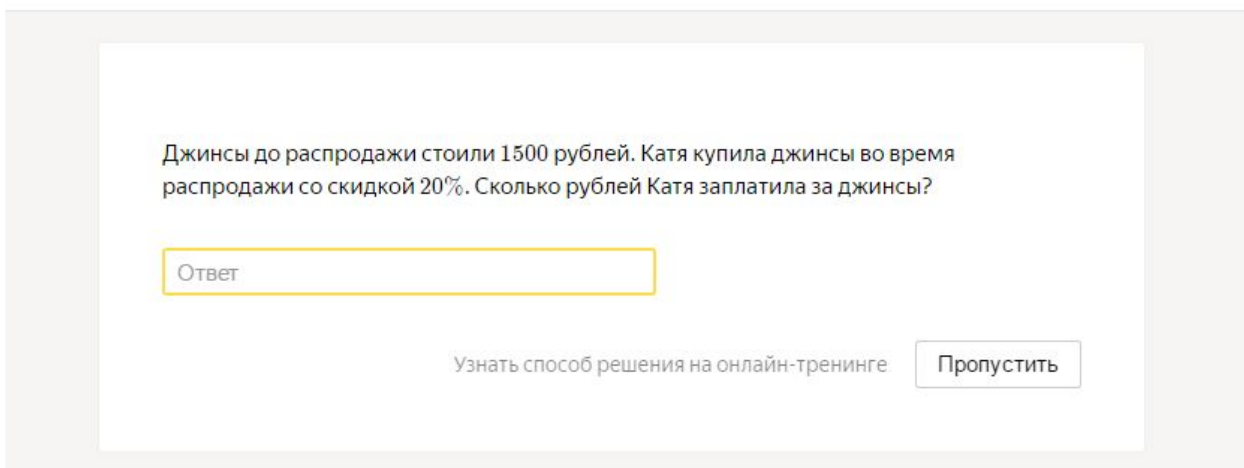 Джинсы до распродажи стоили 1500 рублей. Катя купила джинсы во время
распродажи со скидкой 20%. Сколько рублей Катя заплатила за джинсы?
Ответ
Узнать способ решения на онлайн-тренинге
Пропустить